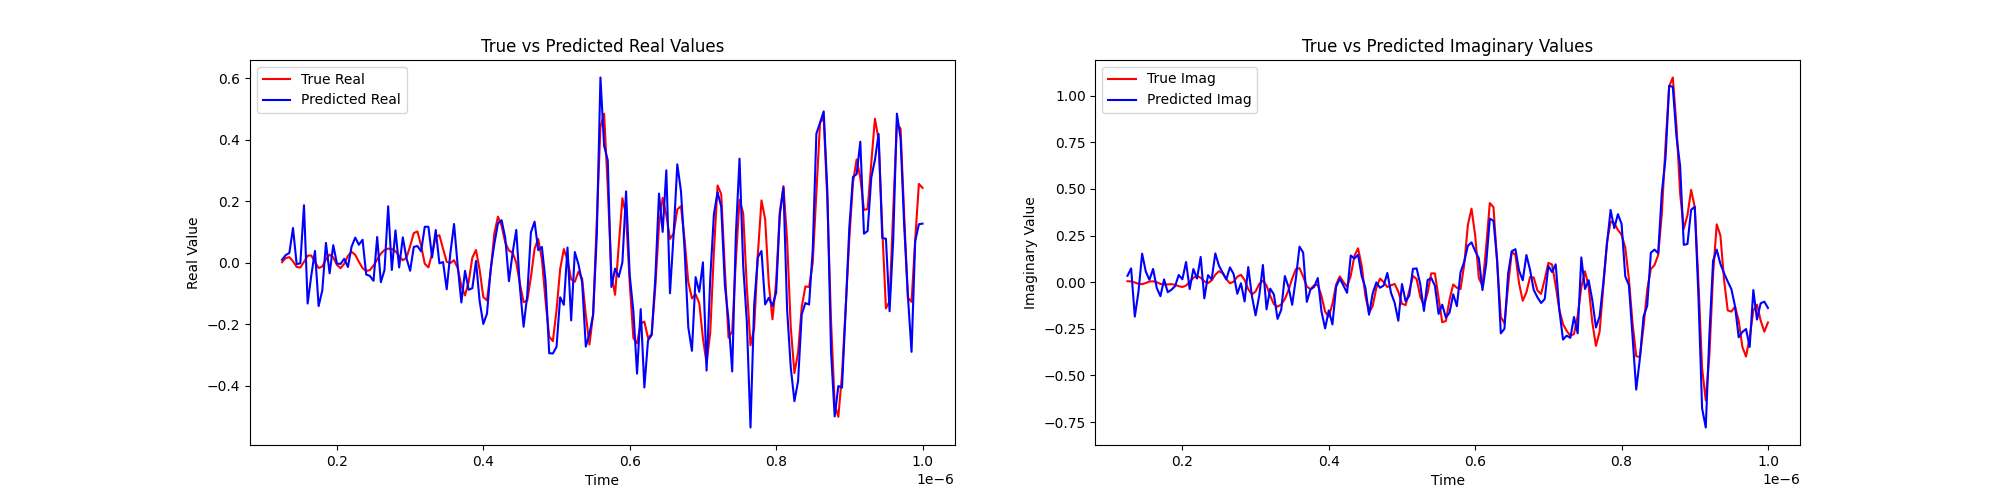 True vs Predicted Real Values
True Real
Predicted Real
0.6
0.4
0.2
0.0
−0.2
−0.4
Real Value
0.2
0.4
0.6
0.8
1.0
Time
1e−6
True vs Predicted Imaginary Values
True Imag
Predicted Imag
1.00
0.75
0.50
0.25
0.00
−0.25
−0.50
−0.75
Imaginary Value
0.2
0.4
0.6
0.8
1.0
Time
1e−6